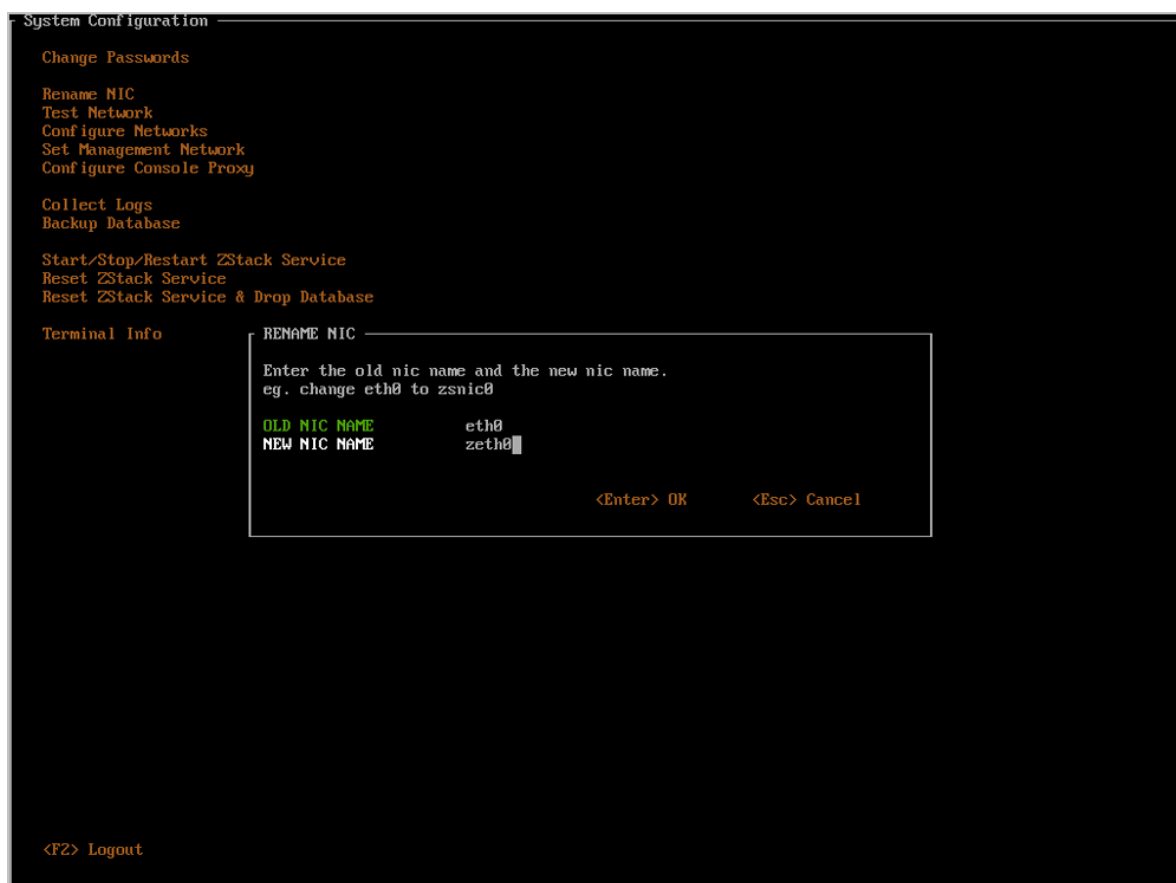 System Configuration
Change Passwords
Rename NIC
Test Network
Configure Networks
Set Management Network
Configure Console Proxy
Collect Logs
Backup Database
Start/Stop/Restart ZStack Service
Reset ZStack Service
Reset ZStack Service & Drop Database
Terminal Info
RENAME NIC
Enter the old nic name and the new nic name.
eg. change eth0 to zsnic0
OLD NIC NAME eth0
NEW NIC NAME zeth0
<Enter> OK <Esc> Cancel
<F2> Logout